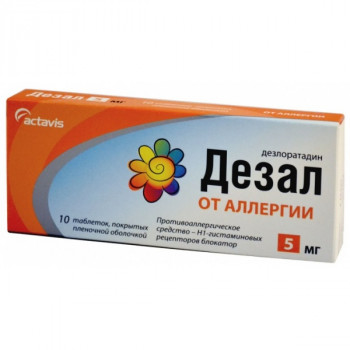 actavis
Дезал 5 мг
дезлоратадин
Дезал
ОТ АЛЛЕРГИИ
10 таблеток, покрытых
пленочной оболочкой
Противоаллергическое
средство – H1-гистаминовых
рецепторов блокатор
5 мг